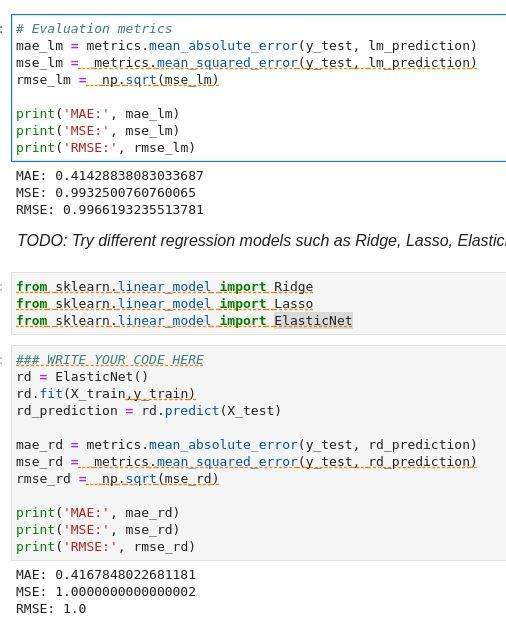 # Evaluation metrics
mae_lm = metrics.mean_absolute_error(y_test, lm_prediction)
mse_lm =  metrics.mean_squared_error(y_test, lm_prediction)
rmse_lm =  np.sqrt(mse_lm)
print('MAE:', mae_lm)
print('MSE:', mse_lm)
print('RMSE:', rmse_lm)
MAE: 0.41428838083033687
MSE: 0.9932500760760065
RMSE: 0.9966193235513781
TODO: Try different regression models such as Ridge, Lasso, Elastic
from sklearn.linear_model import Ridge
from sklearn.linear_model import Lasso
from sklearn.linear_model import ElasticNet
### WRITE YOUR CODE HERE
rd = ElasticNet()
rd.fit(X_train,y_train)
rd_prediction = rd.predict(X_test)
mae_rd = metrics.mean_absolute_error(y_test, rd_prediction)
mse_rd =  metrics.mean_squared_error(y_test, rd_prediction)
rmse_rd =  np.sqrt(mse_rd)
print('MAE:', mae_rd)
print('MSE:', mse_rd)
print('RMSE:', rmse_rd)
MAE: 0.4167848022681181
MSE: 1.0000000000000002
RMSE: 1.0